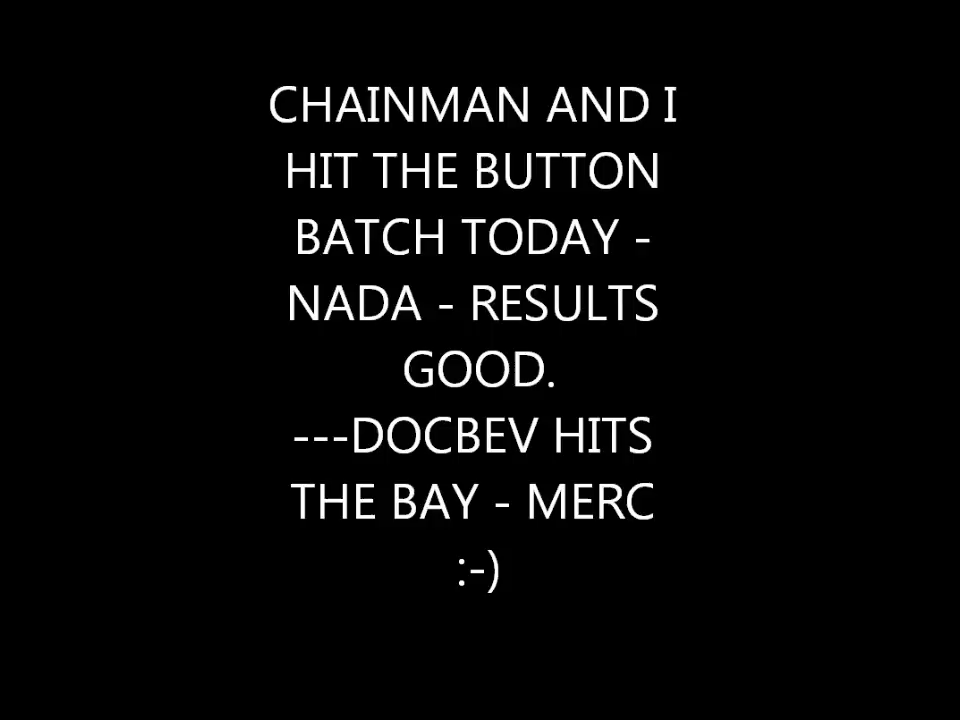 CHAINMAN AND I
HIT THE BUTTON
BATCH TODAY -
NADA - RESULTS
GOOD.
---DOCBEV HITS
THE BAY - MERC
:-)